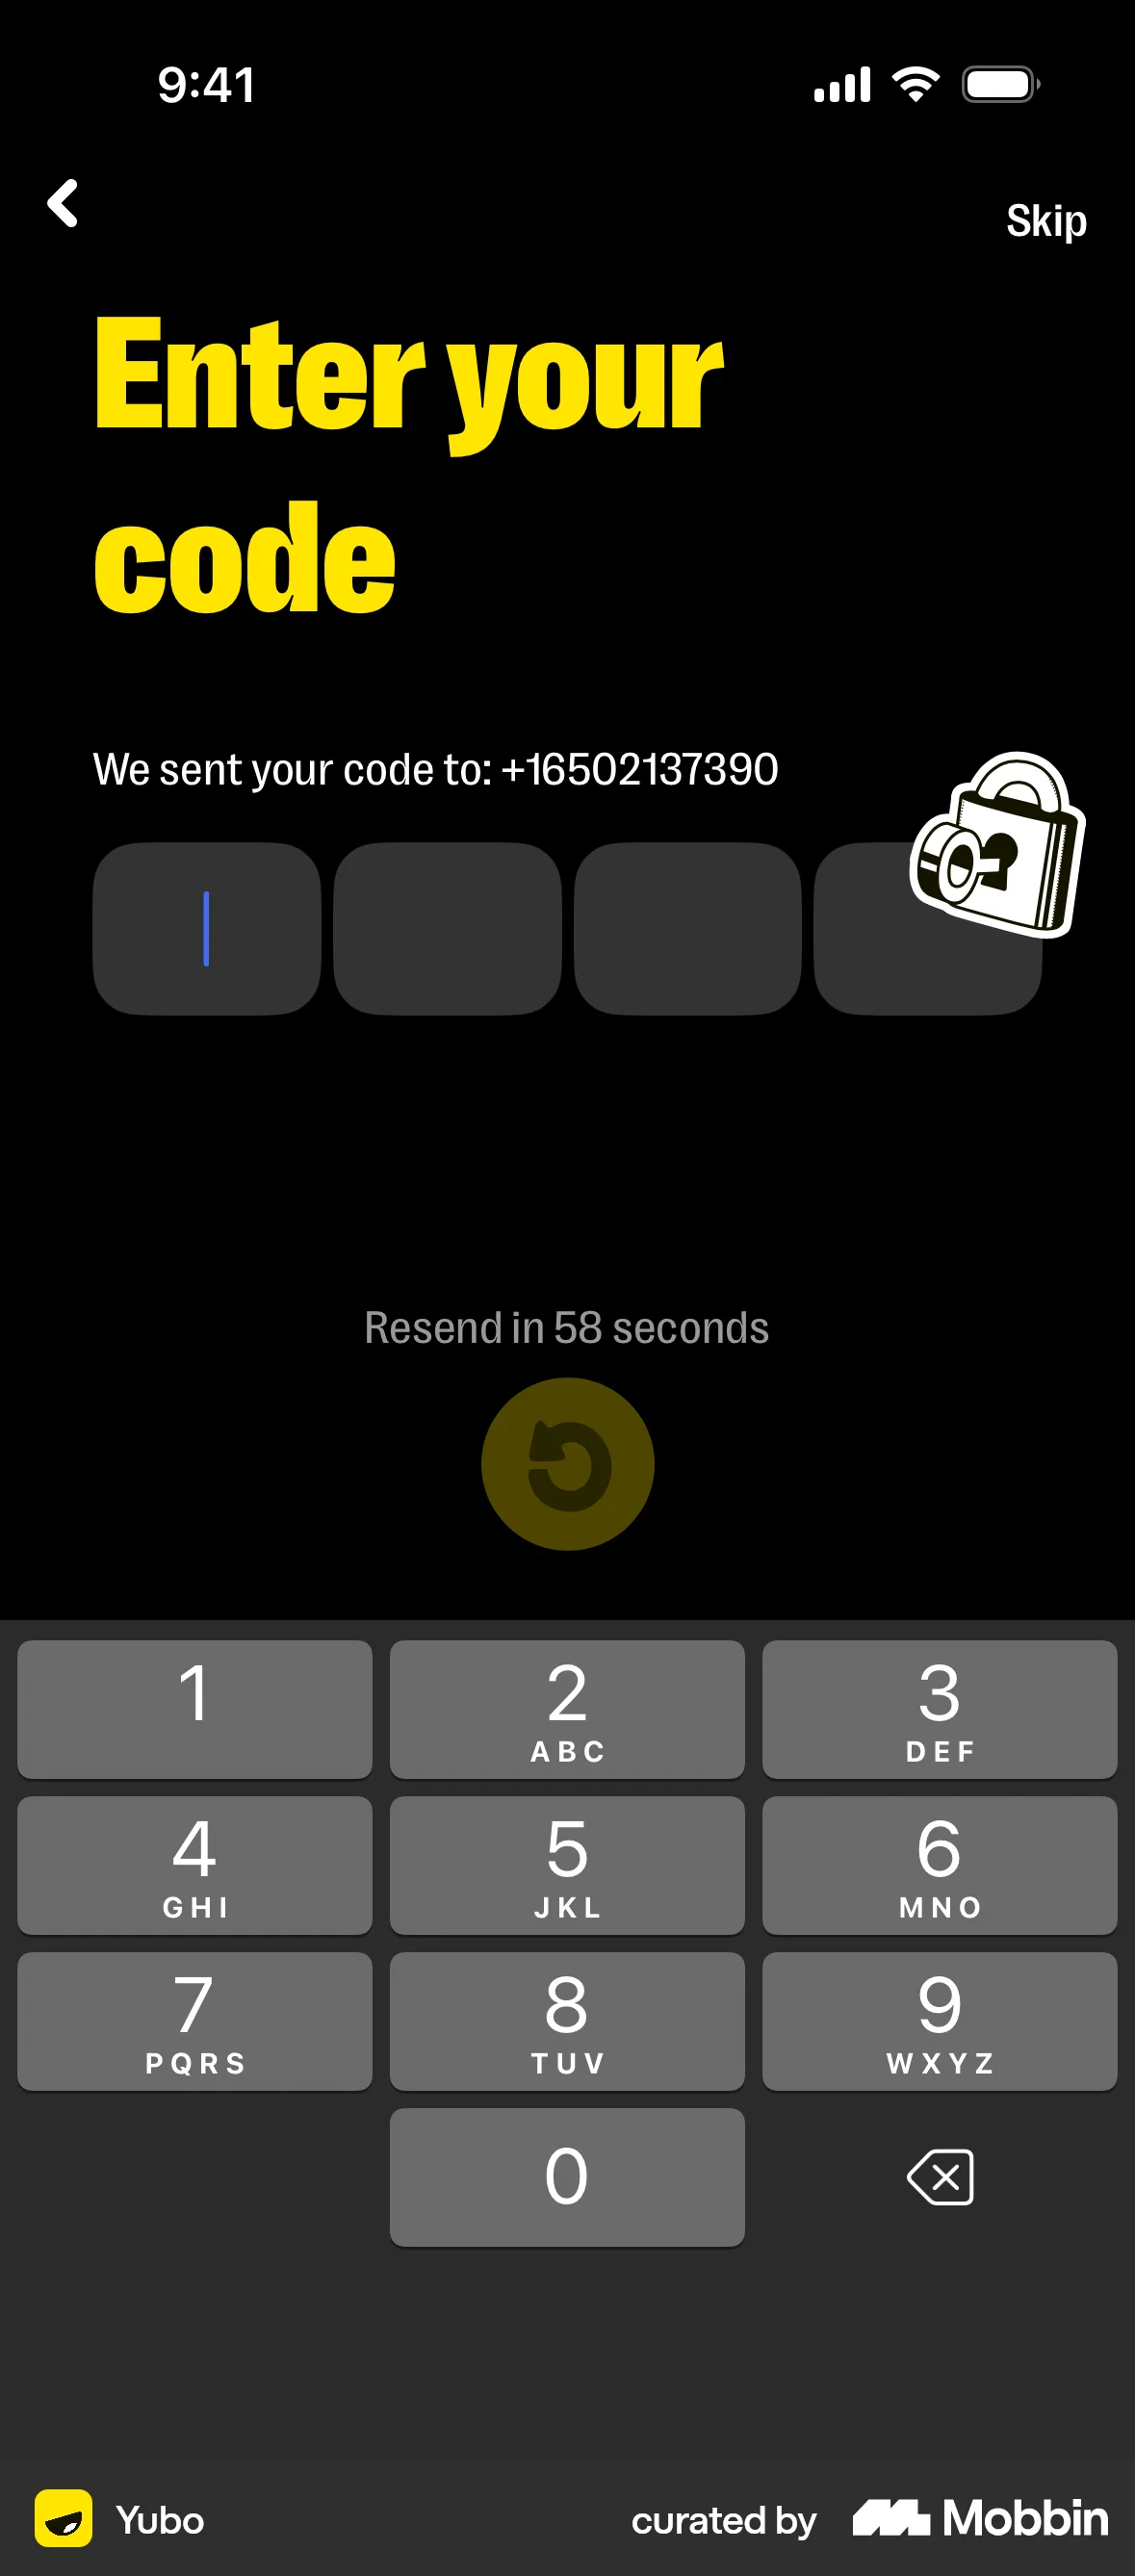 9:41
Skip
Enter your
code
We sent your code to: +16502137390
Resend in 58 seconds
1
2
ABC
3
DEF
4
GHI
5
JKL
6
MNO
7
PQRS
8
TUV
9
WXYZ
0
Yubo
curated by Mobbin